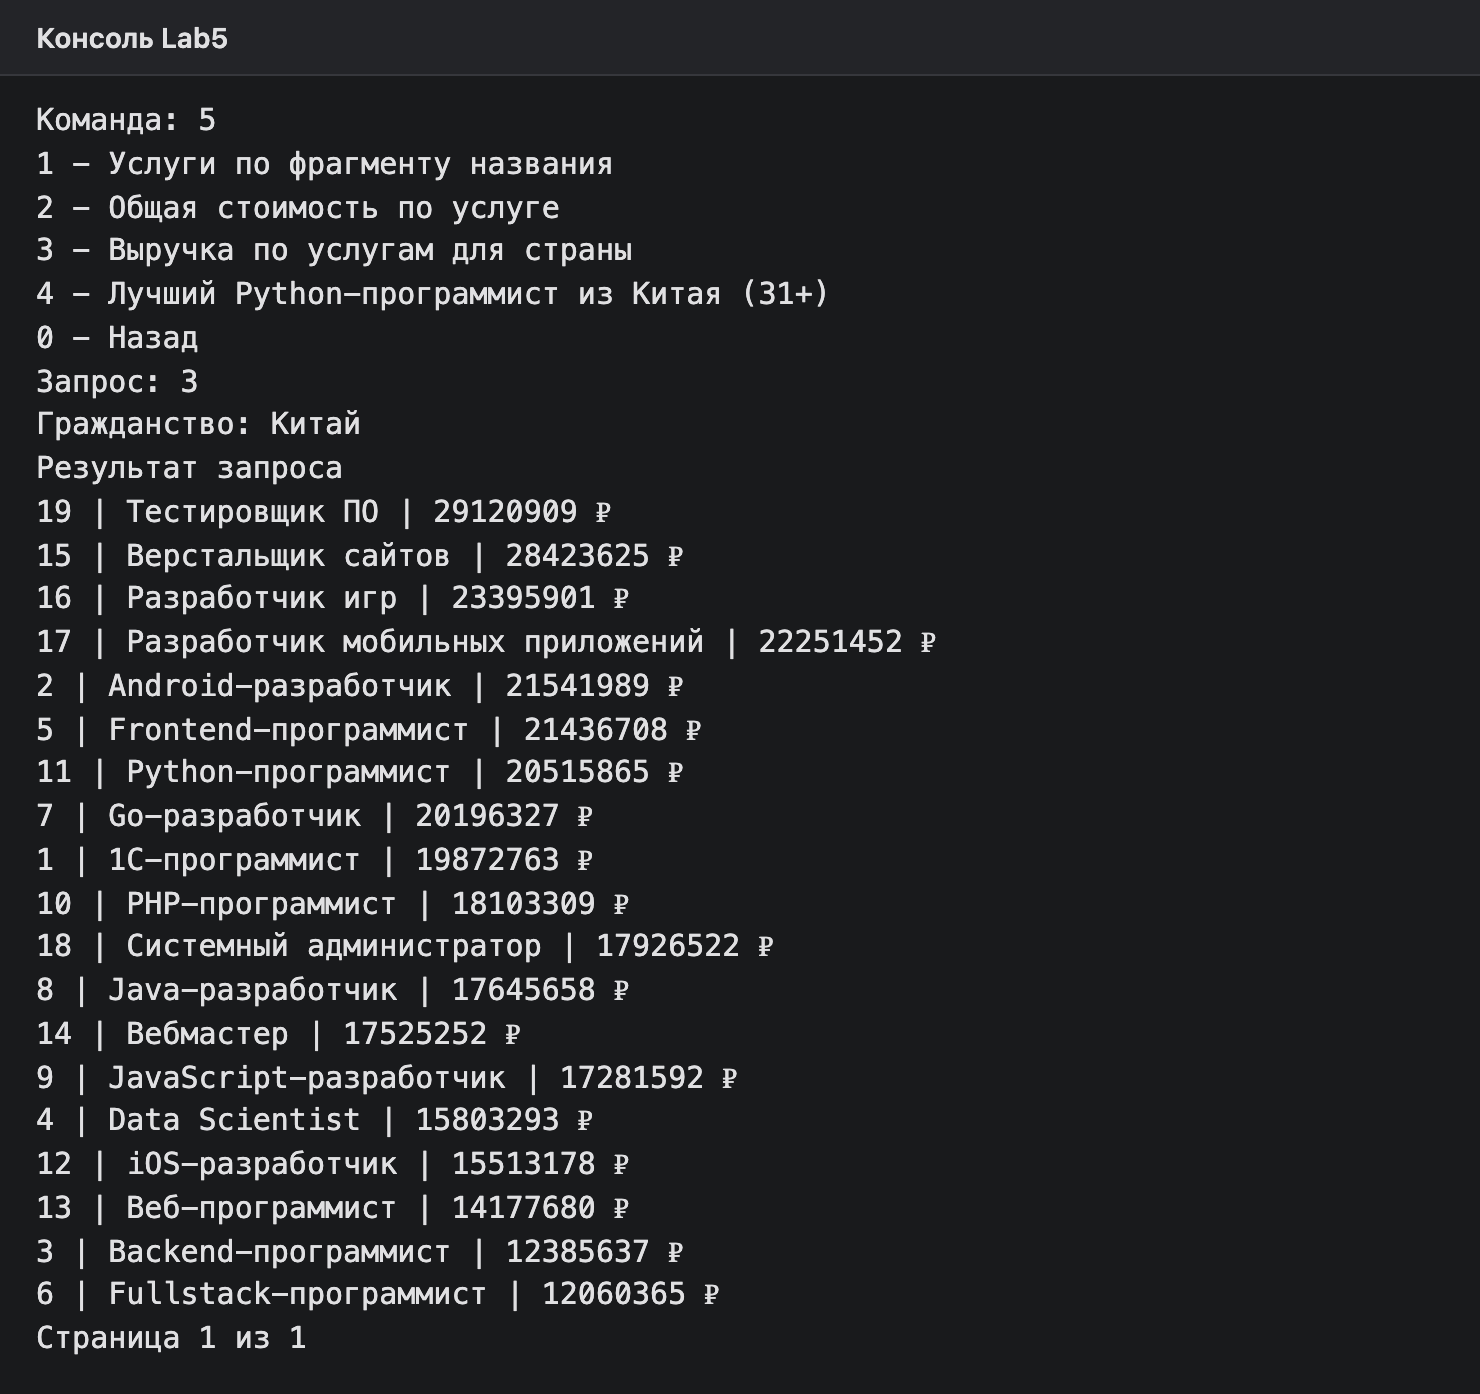 Консоль Lab5
Команда: 5
1 – Услуги по фрагменту названия
2 – Общая стоимость по услуге
3 – Выручка по услугам для страны
4 – Лучший Python–программист из Китая (31+)
0 – Назад
Запрос: 3
Гражданство: Китай
Результат запроса
19 | Тестировщик ПО | 29120909 ₽
15 | Верстальщик сайтов | 28423625 ₽
16 | Разработчик игр | 23395901 ₽
17 | Разработчик мобильных приложений | 22251452 ₽
2 | Android–разработчик | 21541989 ₽
5 | Frontend–программист | 21436708 ₽
11 | Python–программист | 20515865 ₽
7 | Go–разработчик | 20196327 ₽
1 | 1С–программист | 19872763 ₽
10 | PHP–программист | 18103309 ₽
18 | Системный администратор | 17926522 ₽
8 | Java–разработчик | 17645658 ₽
14 | Вебмастер | 17525252 ₽
9 | JavaScript–разработчик | 17281592 ₽
4 | Data Scientist | 15803293 ₽
12 | iOS–разработчик | 15513178 ₽
13 | Веб–программист | 14177680 ₽
3 | Backend–программист | 12385637 ₽
6 | Fullstack–программист | 12060365 ₽
Страница 1 из 1